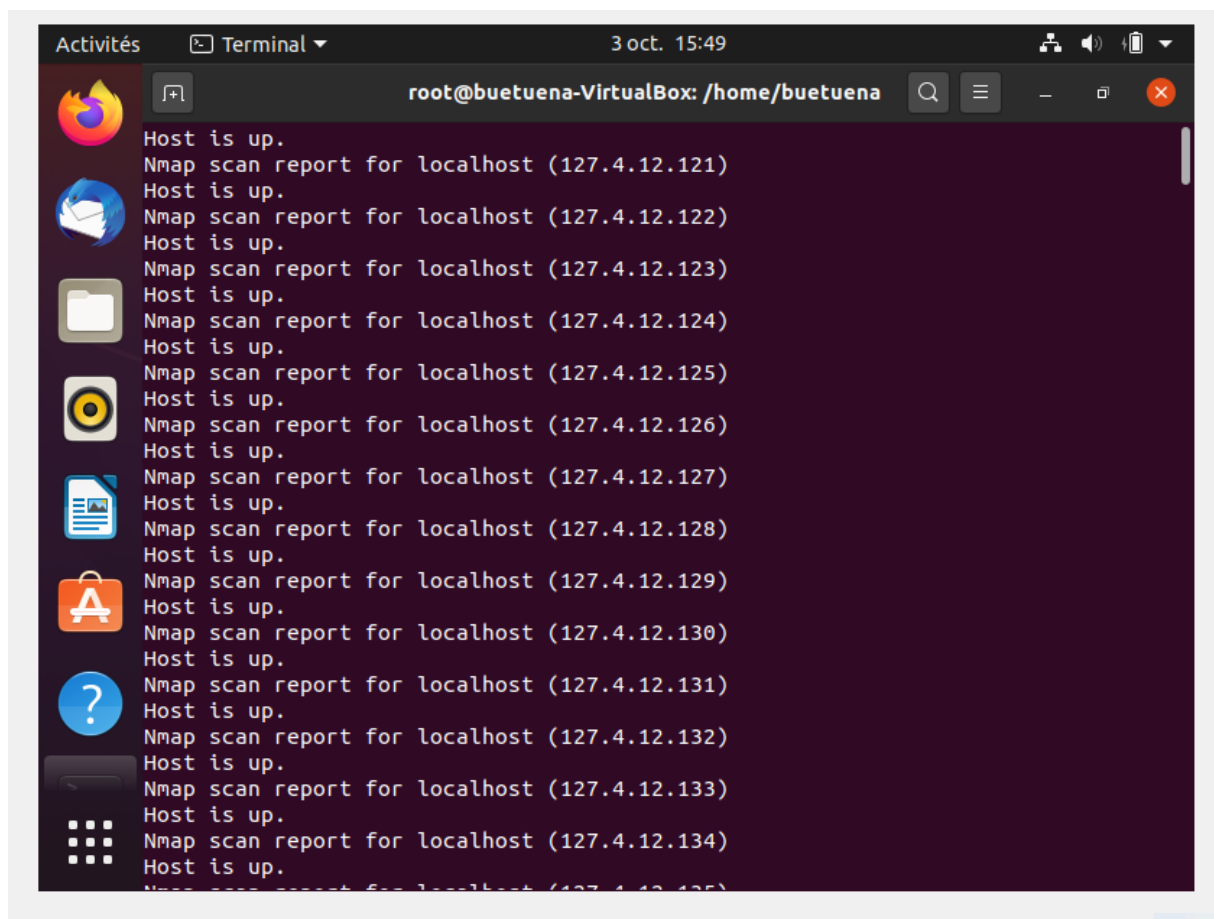 Activités
Terminal
3 oct. 15:49
root@buetuena-VirtualBox: /home/buetuena
Host is up.
Nmap scan report for localhost (127.4.12.121)
Host is up.
Nmap scan report for localhost (127.4.12.122)
Host is up.
Nmap scan report for localhost (127.4.12.123)
Host is up.
Nmap scan report for localhost (127.4.12.124)
Host is up.
Nmap scan report for localhost (127.4.12.125)
Host is up.
Nmap scan report for localhost (127.4.12.126)
Host is up.
Nmap scan report for localhost (127.4.12.127)
Host is up.
Nmap scan report for localhost (127.4.12.128)
Host is up.
Nmap scan report for localhost (127.4.12.129)
Host is up.
Nmap scan report for localhost (127.4.12.130)
Host is up.
Nmap scan report for localhost (127.4.12.131)
Host is up.
Nmap scan report for localhost (127.4.12.132)
Host is up.
Nmap scan report for localhost (127.4.12.133)
Host is up.
Nmap scan report for localhost (127.4.12.134)
Host is up.